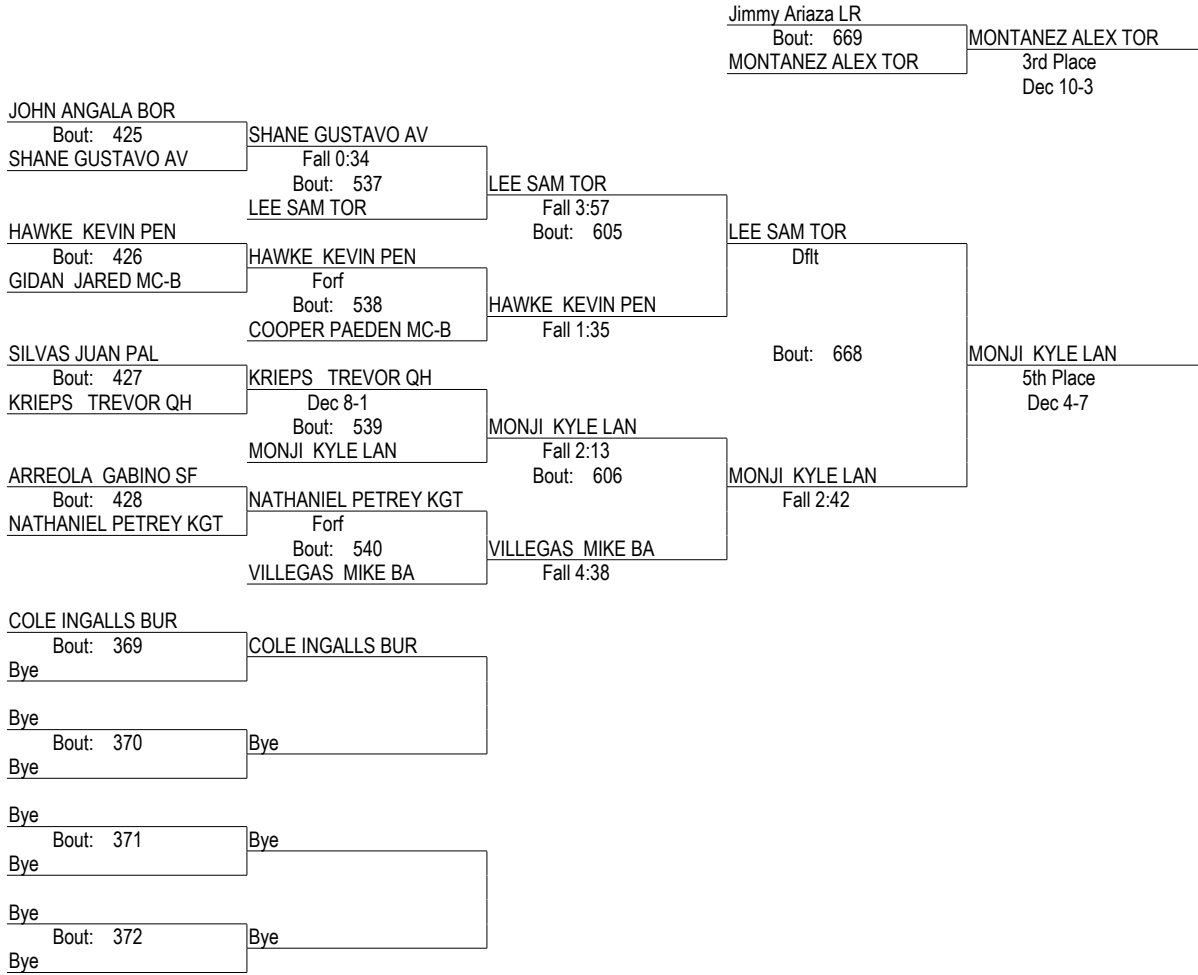 Jimmy Ariaza LR
Bout: 669
MONTANEZ ALEX TOR
MONTANEZ ALEX TOR
3rd Place
Dec 10-3
JOHN ANGALA BOR
Bout: 425
SHANE GUSTAVO AV
SHANE GUSTAVO AV
Fall 0:34
Bout: 537
LEE SAM TOR
LEE SAM TOR
Fall 3:57
Bout: 605
HAWKE KEVIN PEN
Bout: 426
GIDAN JARED MC-B
HAWKE KEVIN PEN
Forf
Bout: 538
COOPER PAEDEN MC-B
HAWKE KEVIN PEN
Fall 1:35
LEE SAM TOR
Dflt
Bout: 668
MONJI KYLE LAN
5th Place
Dec 4-7
SILVAS JUAN PAL
Bout: 427
KRIEPS TREVOR QH
KRIEPS TREVOR QH
Dec 8-1
Bout: 539
MONJI KYLE LAN
MONJI KYLE LAN
Fall 2:13
Bout: 606
MONJI KYLE LAN
Fall 2:42
ARREOLA GABINO SF
Bout: 428
NATHANIEL PETREY KGT
NATHANIEL PETREY KGT
Forf
Bout: 540
VILLEGAS MIKE BA
VILLEGAS MIKE BA
Fall 4:38
COLE INGALLS BUR
Bout: 369
Bye
COLE INGALLS BUR
Bye
Bout: 370
Bye
Bye
Bye
Bout: 371
Bye
Bye
Bye
Bout: 372
Bye
Bye